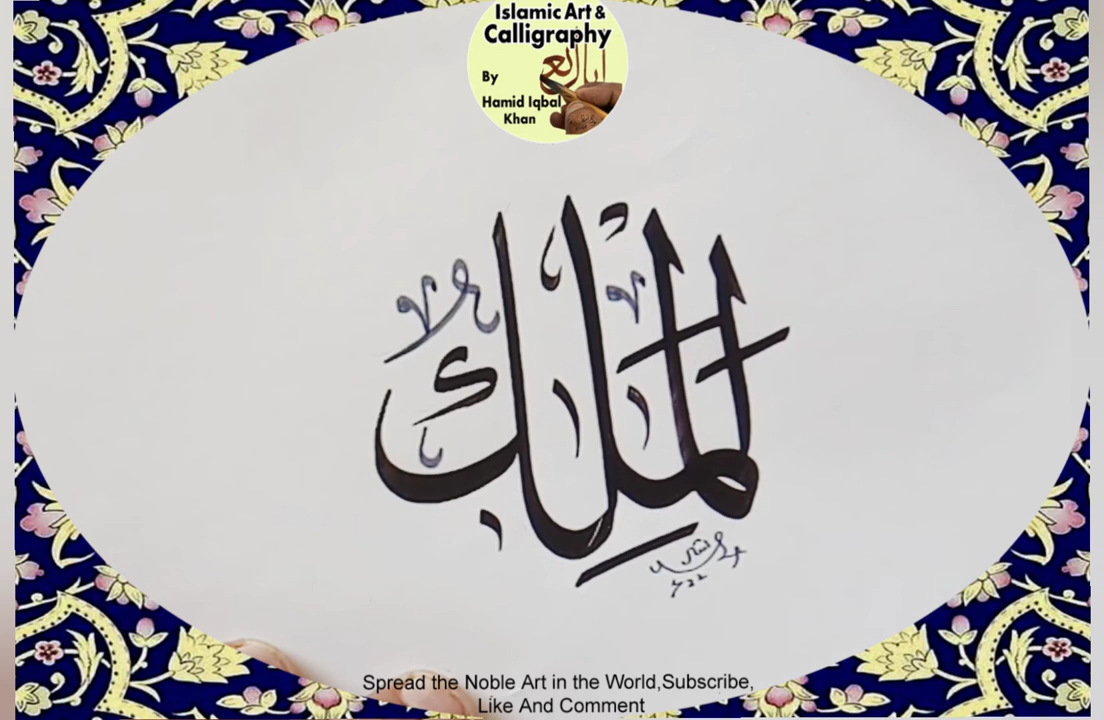 Islamic Art &
Calligraphy
By
Hamid Iqbal
Khan
الملك
Spread the Noble Art in the World,Subscribe,
Like And Comment